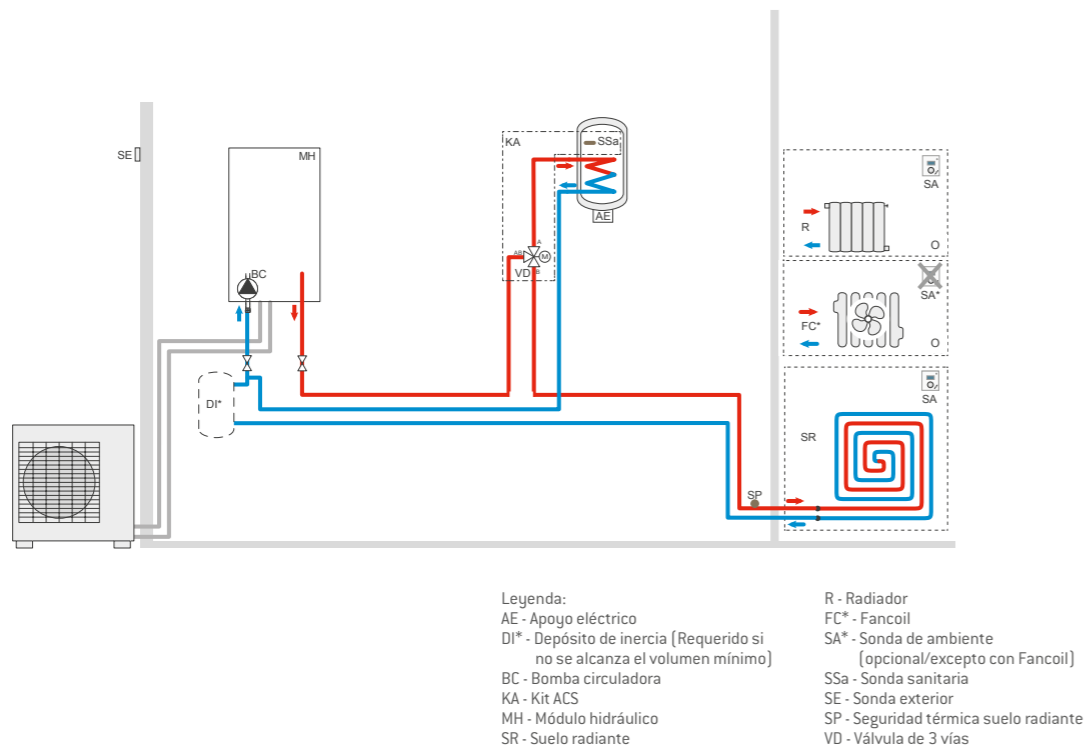 SE
MH
BC
DI*
KA
SSa
AE
A
AB
M
B
VD
SP
SA
R
O
SA*
FC*
O
SA
SR
Leyenda:
AE - Apoyo eléctrico
DI* - Depósito de inercia (Requerido si
no se alcanza el volumen mínimo)
BC - Bomba circuladora
KA - Kit ACS
MH - Módulo hidráulico
SR - Suelo radiante
R - Radiador
FC* - Fancoil
SA* - Sonda de ambiente
(opcional/excepto con Fancoil)
SSa - Sonda sanitaria
SE - Sonda exterior
SP - Seguridad térmica suelo radiante
VD - Válvula de 3 vías